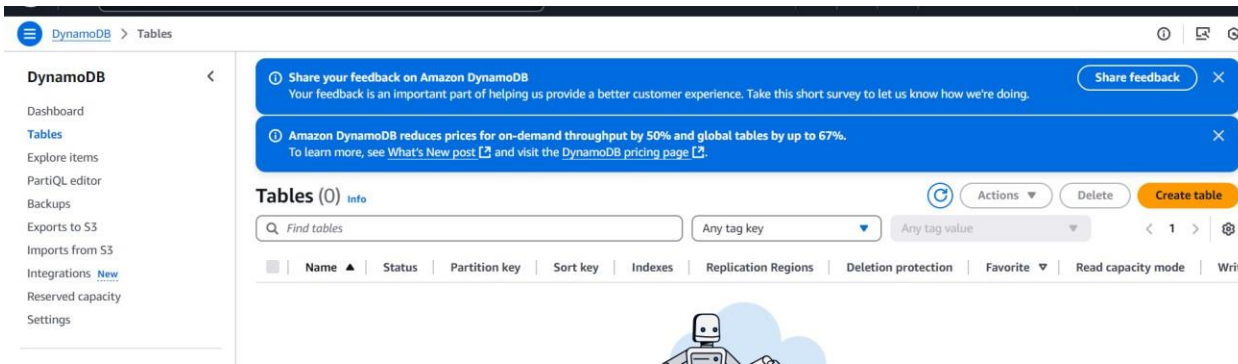 DynamoDB > Tables
DynamoDB
Dashboard
Tables
Explore items
PartiQL editor
Backups
Exports to S3
Imports from S3
Integrations New
Reserved capacity
Settings
Share your feedback on Amazon DynamoDB
Your feedback is an important part of helping us provide a better customer experience. Take this short survey to let us know how we're doing.
Share feedback
Amazon DynamoDB reduces prices for on-demand throughput by 50% and global tables by up to 67%.
To learn more, see What's New post and visit the DynamoDB pricing page.
Tables (0) Info
Actions
Delete
Create table
Find tables
Any tag key
Any tag value
1
Name Status Partition key Sort key Indexes Replication Regions Deletion protection Favorite Read capacity mode Writ